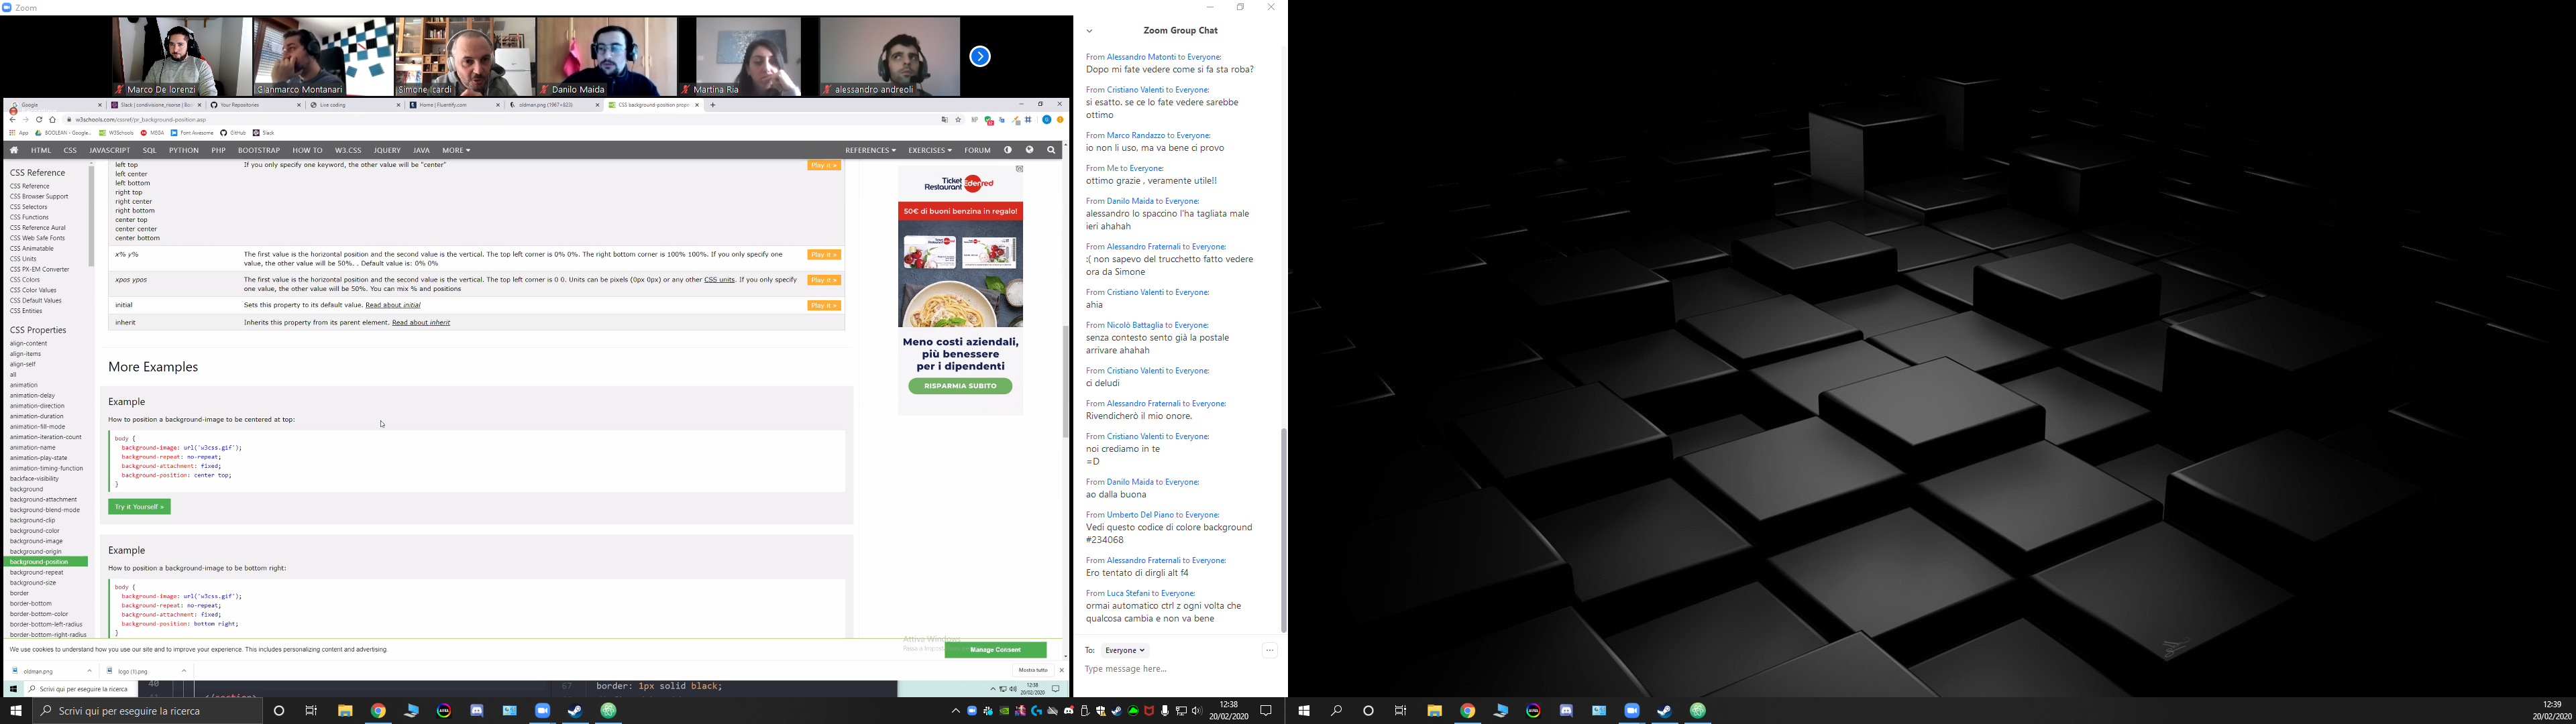 Zoom
Marco De lorenzi
Gianmarco Montanari
Simone Icardi
Danilo Maida
Martina Ria
alessandro andreoli
Google
Slack | condivisione_risorse | Bo
Your Repositories
Live coding
Home | Fluentify.com
oldman.png (1967×823)
CSS background-position prop
w3schools.com/cssref/pr_background-position.asp
App
BOOLEAN - Google...
W3Schools
MSSA
Font Awesome
GitHub
Slack
HTML
CSS
JAVASCRIPT
SQL
PYTHON
PHP
BOOTSTRAP
HOW TO
W3.CSS
JQUERY
JAVA
MORE
REFERENCES
EXERCISES
FORUM
CSS Reference
CSS Reference
CSS Browser Support
CSS Selectors
CSS Functions
CSS Reference Aural
CSS Web Safe Fonts
CSS Animatable
CSS Units
CSS PX-EM Converter
CSS Colors
CSS Color Values
CSS Default Values
CSS Entities
CSS Properties
align-content
align-items
align-self
all
animation
animation-delay
animation-direction
animation-duration
animation-fill-mode
animation-iteration-count
animation-name
animation-play-state
animation-timing-function
backface-visibility
background
background-attachment
background-blend-mode
background-clip
background-color
background-image
background-origin
background-position
background-repeat
background-size
border
border-bottom
border-bottom-color
border-bottom-left-radius
border-bottom-right-radius
left top
left center
left bottom
right top
right center
right bottom
center top
center center
center bottom
If you only specify one keyword, the other value will be "center"
Play it »
x% y%
The first value is the horizontal position and the second value is the vertical. The top left corner is 0% 0%. The right bottom corner is 100% 100%. If you only specify one
value, the other value will be 50%. . Default value is: 0% 0%
Play it »
xpos ypos
The first value is the horizontal position and the second value is the vertical. The top left corner is 0 0. Units can be pixels (0px 0px) or any other CSS units. If you only specify
one value, the other value will be 50%. You can mix % and positions
Play it »
initial
Sets this property to its default value. Read about initial
Play it »
inherit
Inherits this property from its parent element. Read about inherit
More Examples
Example
How to position a background-image to be centered at top:
body {
background-image: url('w3css.gif');
background-repeat: no-repeat;
background-attachment: fixed;
background-position: center top;
}
Try it Yourself »
Example
How to position a background-image to be bottom right:
body {
background-image: url('w3css.gif');
background-repeat: no-repeat;
background-attachment: fixed;
background-position: bottom right;
}
Ticket
Restaurant
Edenred
50€ di buoni benzina in regalo!
Meno costi aziendali,
più benessere
per i dipendenti
RISPARMIA SUBITO
Attiva Windows
We use cookies to understand how you use our site and to improve your experience. This includes personalizing content and advertising.
Manage Consent
oldman.png
logo (1).png
Mostra tutto
Scrivi qui per eseguire la ricerca
40
67
border: 1px solid black;
12:38
20/02/2020
Zoom Group Chat
From Alessandro Matonti to Everyone:
Dopo mi fate vedere come si fa sta roba?
From Cristiano Valenti to Everyone:
si esatto. se ce lo fate vedere sarebbe
ottimo
From Marco Randazzo to Everyone:
io non li uso, ma va bene ci provo
From Me to Everyone:
ottimo grazie , veramente utile!!
From Danilo Maida to Everyone:
alessandro lo spaccino l'ha tagliata male
ieri ahahah
From Alessandro Fraternali to Everyone:
:( non sapevo del trucchetto fatto vedere
ora da Simone
From Cristiano Valenti to Everyone:
ahia
From Nicolò Battaglia to Everyone:
senza contesto sento già la postale
arrivare ahahah
From Cristiano Valenti to Everyone:
ci deludi
From Alessandro Fraternali to Everyone:
Rivendicherò il mio onore,
From Cristiano Valenti to Everyone:
noi crediamo in te
=D
From Danilo Maida to Everyone:
ao dalla buona
From Umberto Del Piano to Everyone:
Vedi questo codice di colore background
#234068
From Alessandro Fraternali to Everyone:
Ero tentato di dirgli alt f4
From Luca Stefani to Everyone:
ormai automatico ctrl z ogni volta che
qualcosa cambia e non va bene
To: Everyone
Type message here...
Scrivi qui per eseguire la ricerca
12:38
20/02/2020
12:39
20/02/2020